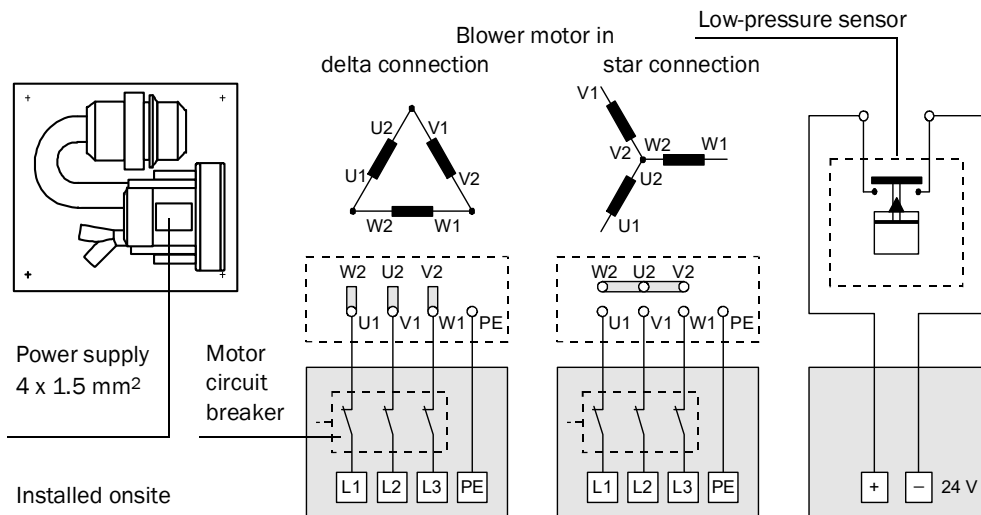 Blower motor in
delta connection
star connection
Low-pressure sensor
U2
V1
U1
V2
W2
W1
V1
V2
W2
W1
U2
U1
W2
U2
V2
U1
V1
W1
PE
W2
U2
V2
U1
V1
W1
PE
Power supply
4 x 1.5 mm²
Motor
circuit
breaker
Installed onsite
L1
L2
L3
PE
L1
L2
L3
PE
+
–
24 V